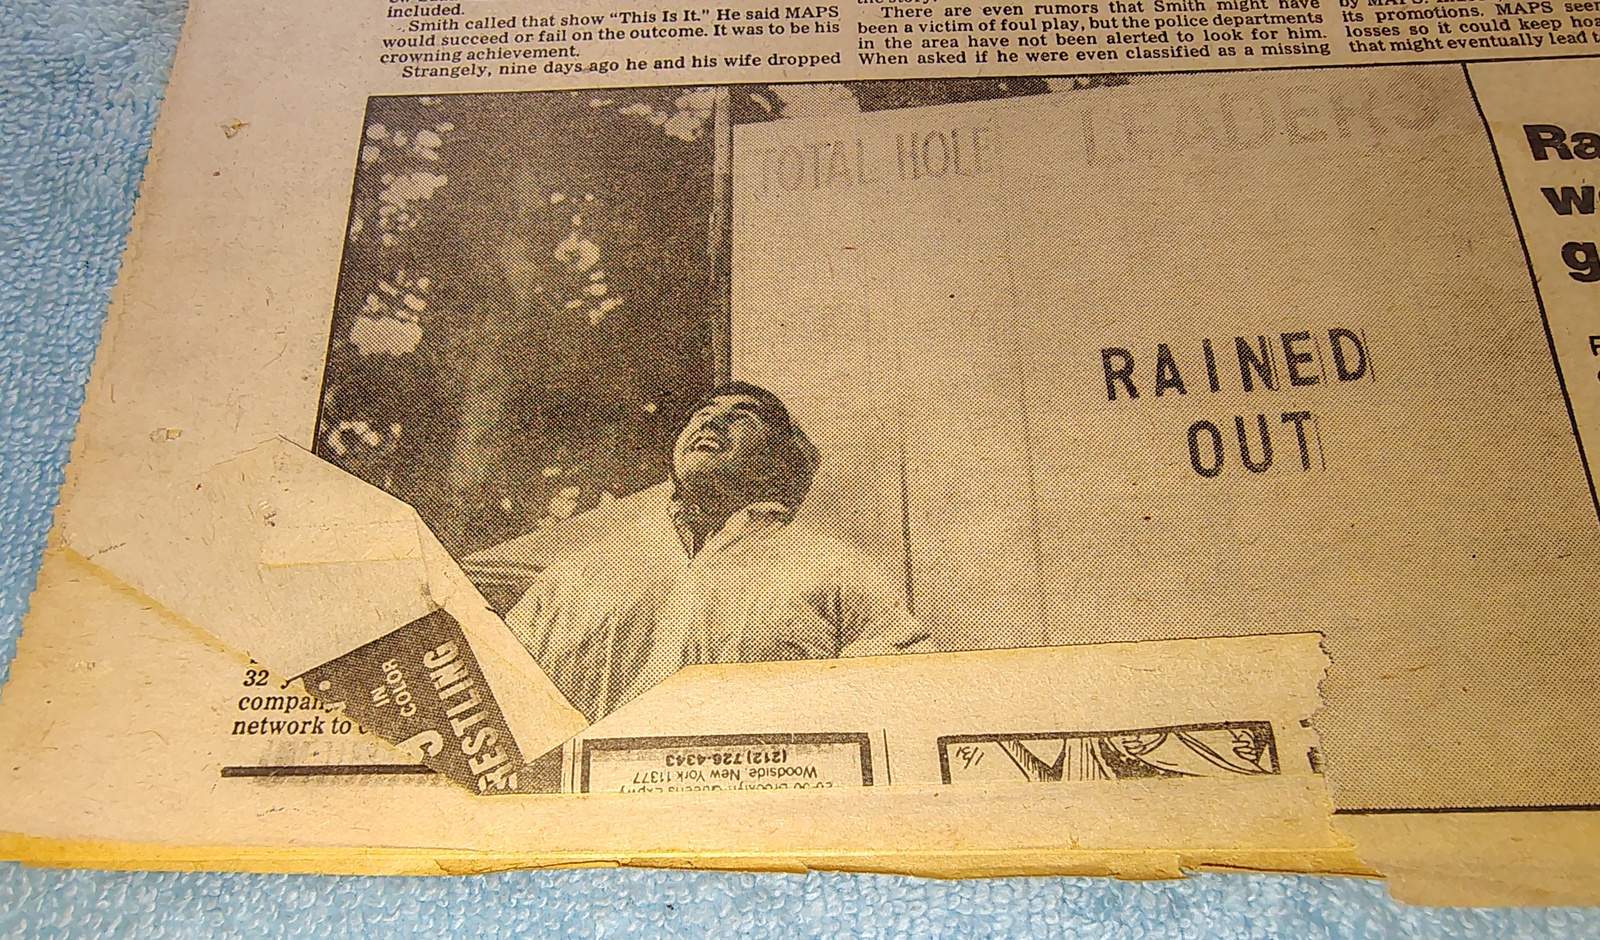 included.
Smith called that show "This Is It." He said MAPS
would succeed or fail on the outcome. It was to be his
crowning achievement.
Strangely, nine days ago he and his wife dropped
There are even rumors that Smith might have
been a victim of foul play, but the police departments
in the area have not been alerted to look for him.
When asked if he were even classified as a missing
its promotions. MAPS
losses so it could keep
that might eventually lead
TOTAL HOLE LEADERS
RAINED
OUT
Ra
w
g
32
network to
IN
COLOR
RESTLING
Woodside, New York 11377
(212) 726-4343
1/31